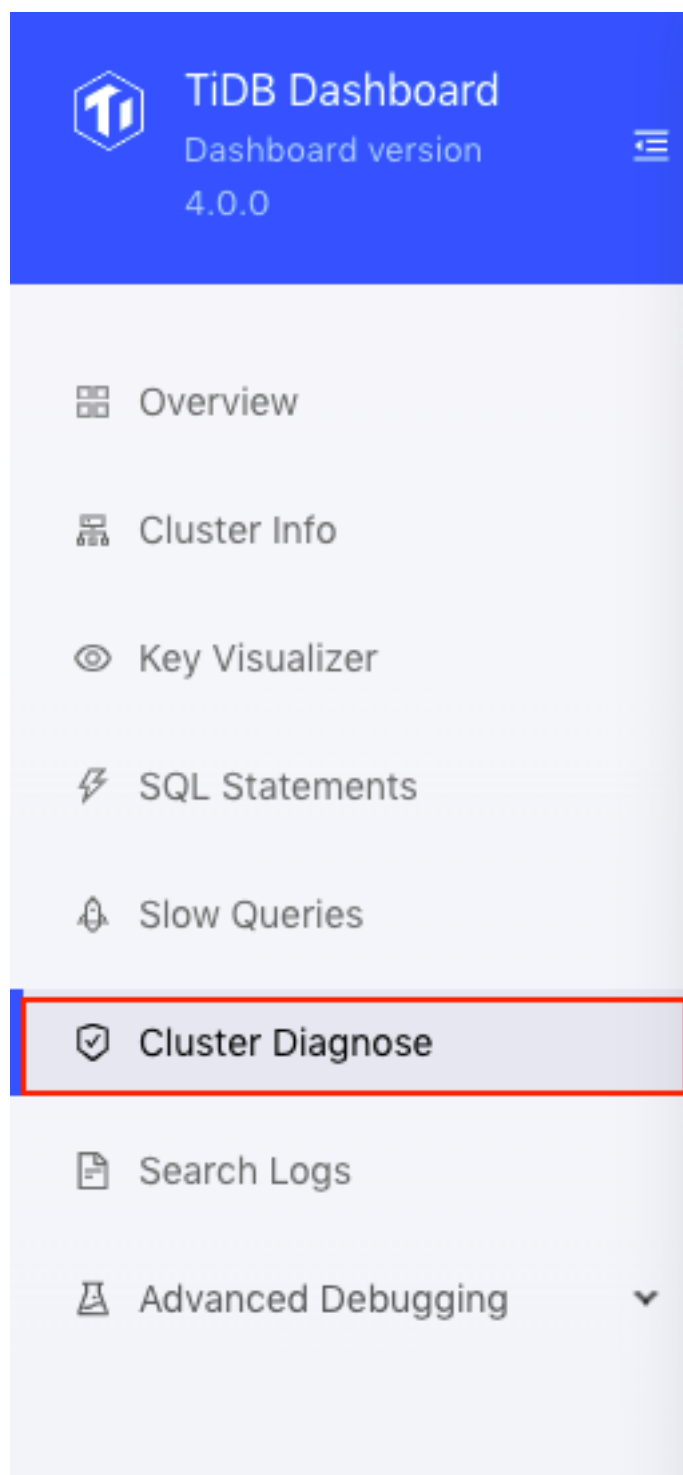 TiDB Dashboard
Dashboard version
4.0.0
Overview
Cluster Info
Key Visualizer
SQL Statements
Slow Queries
Cluster Diagnose
Search Logs
Advanced Debugging